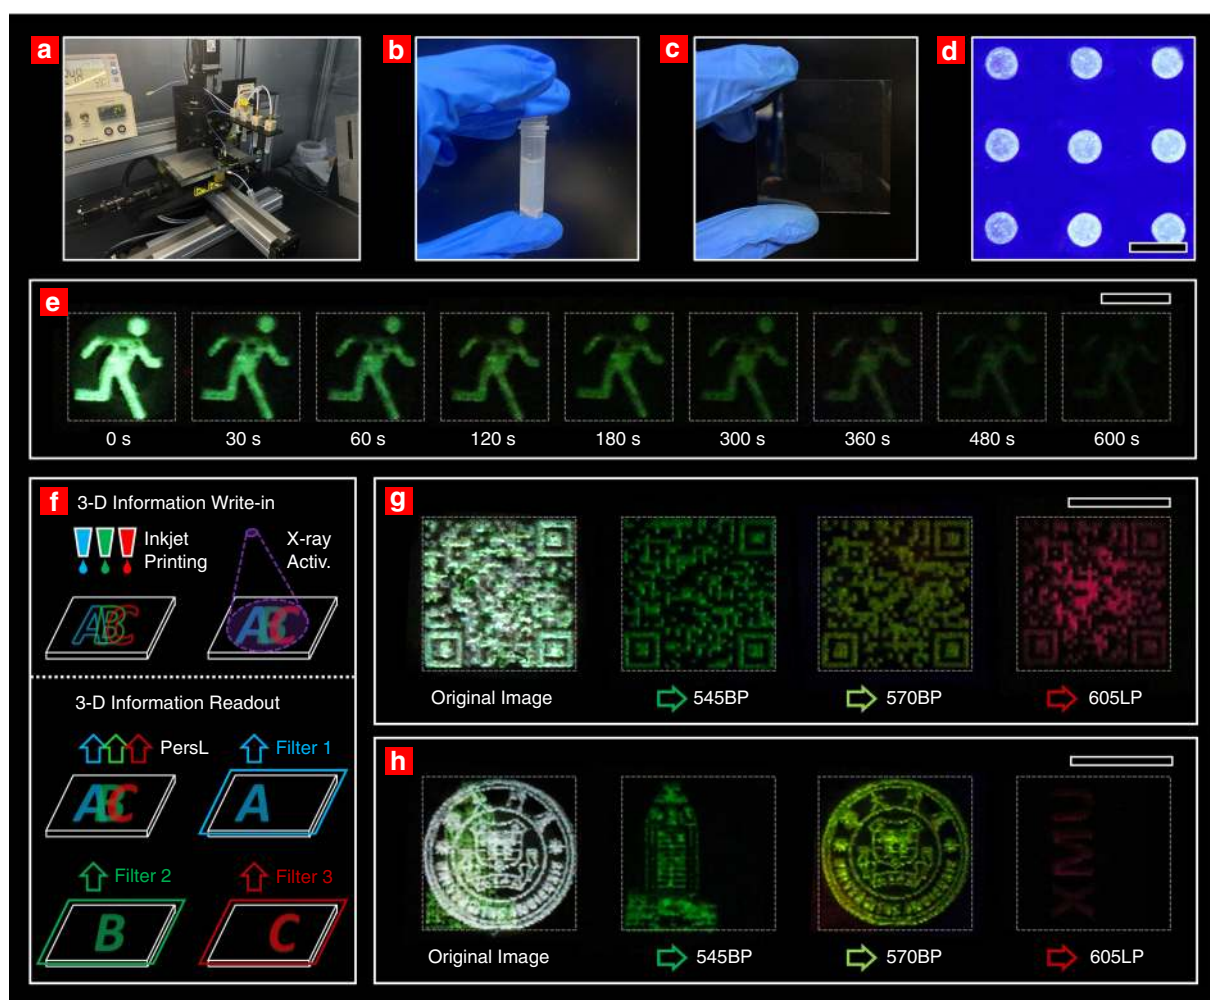 a
b
c
d
e
0 s
30 s
60 s
120 s
180 s
300 s
360 s
480 s
600 s
f
3-D Information Write-in
Inkjet
Printing
X-ray
Activ.
ABC
ABC
3-D Information Readout
PersL
Filter 1
ABC
A
Filter 2
Filter 3
B
C
g
Original Image
545BP
570BP
605LP
h
XMU
Original Image
545BP
570BP
605LP